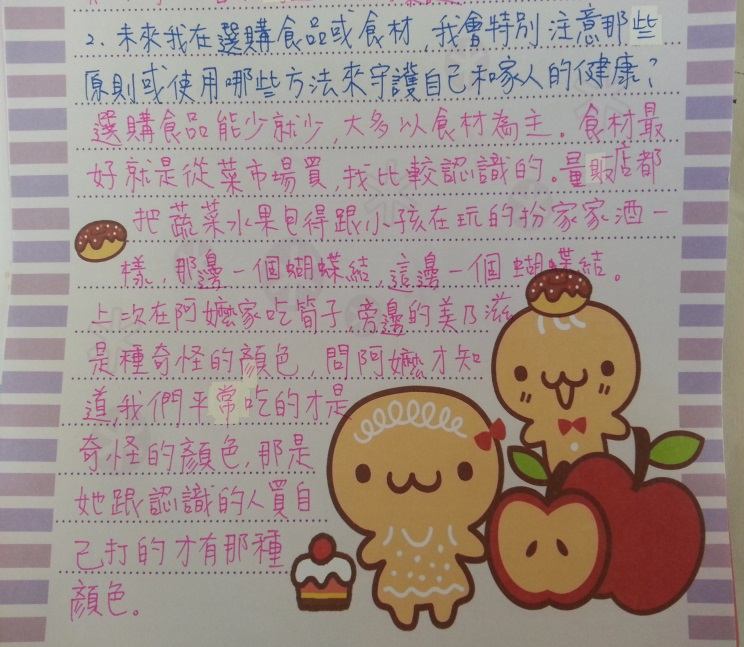 2. 未來我在選購食品或食材,我會特別注意那些
原則或使用哪些方法來守護自己和家人的健康?
選購食品能少就少,大多以食材為主。食材最
好就是從菜市場買,找比較認識的。量販店都
把蔬菜水果包得跟小孩在玩的扮家家酒一
樣,那邊一個蝴蝶結,這邊一個蝴蝶結。
上次在阿嬤家吃筍子,旁邊的美乃滋
是種奇怪的顏色,問阿嬤才知
道,我們平常吃的才是
奇怪的顏色,那是
她跟認識的人買自
己打的才有那種
顏色。